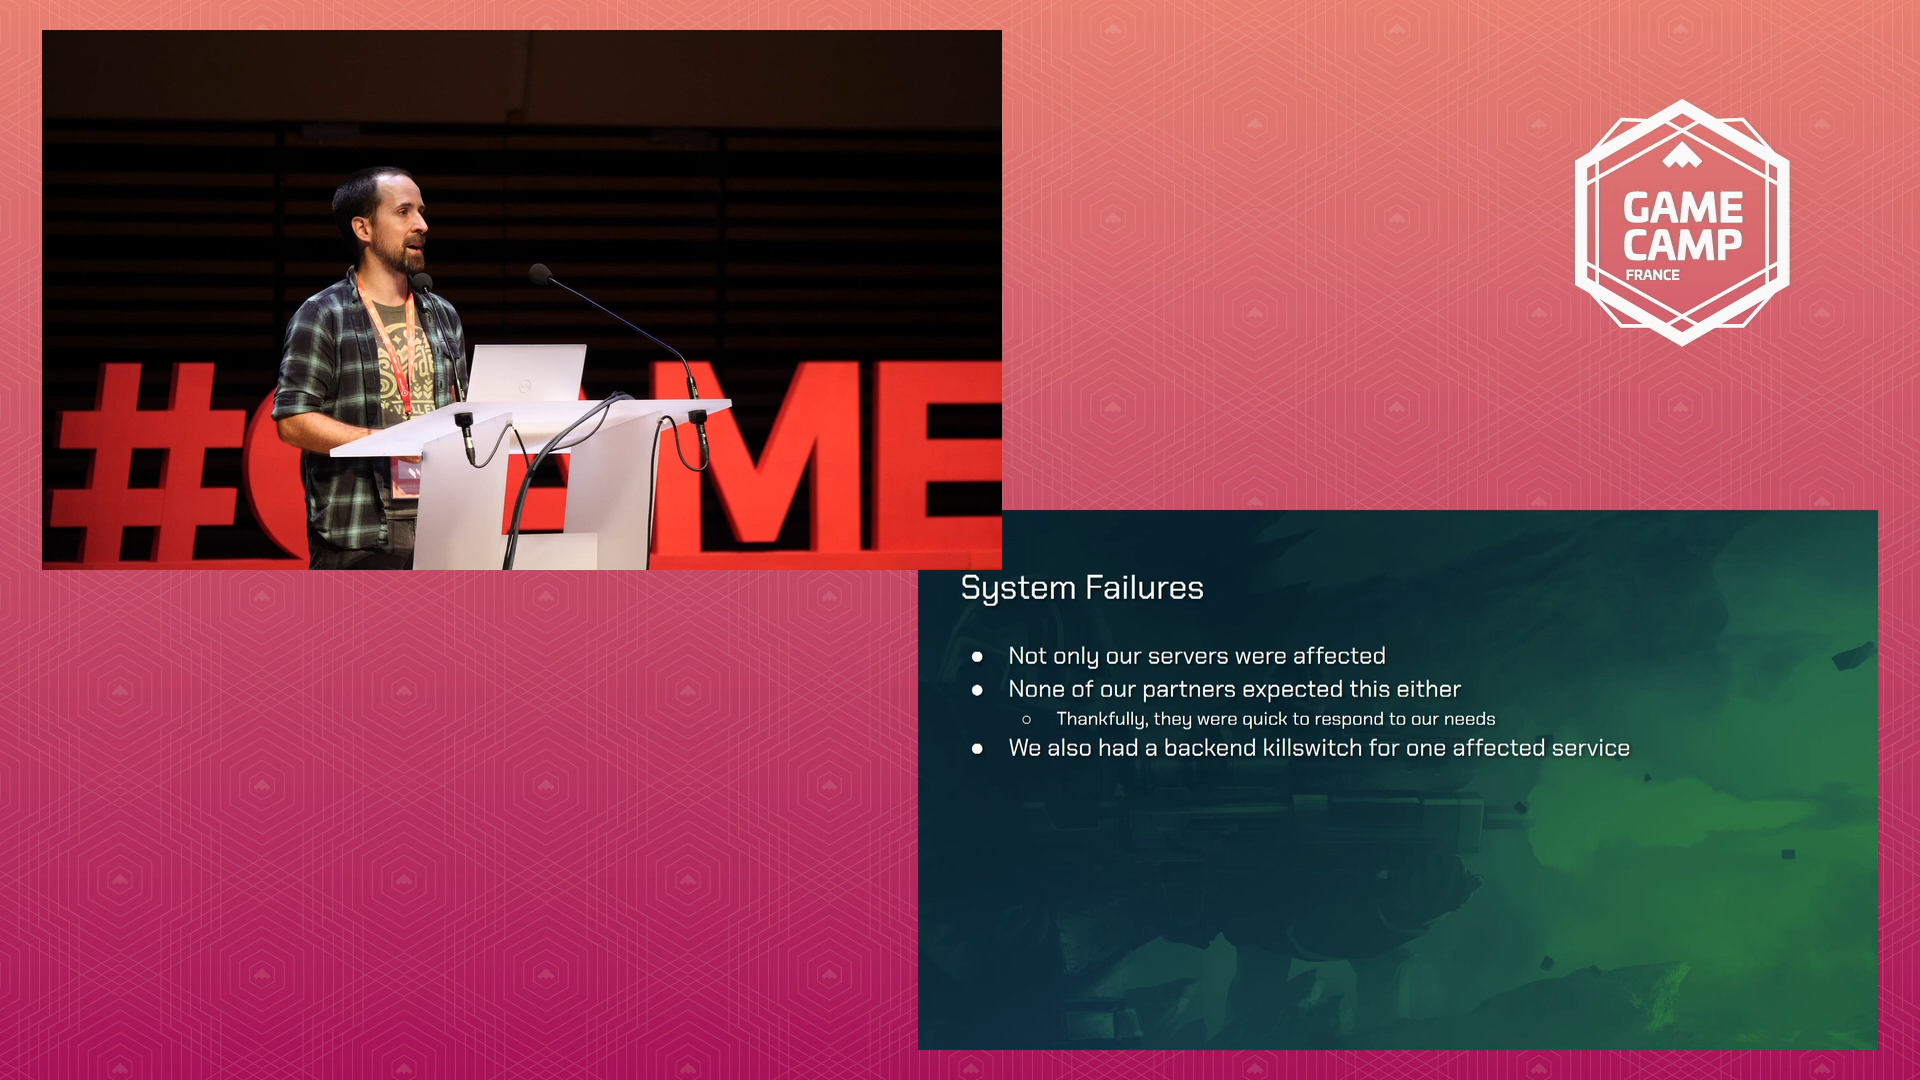 GAME
CAMP
FRANCE
#GAME
System Failures
● Not only our servers were affected
● None of our partners expected this either
○ Thankfully, they were quick to respond to our needs
● We also had a backend killswitch for one affected service